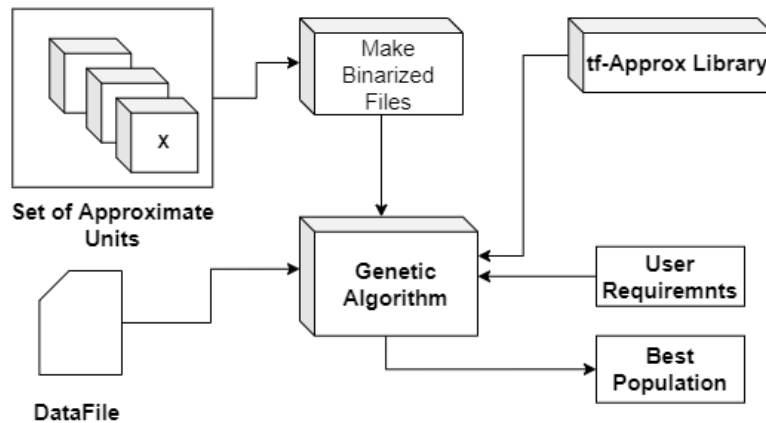 Make
Binarized
Files
tf-Approx Library
X
Set of Approximate
Units
Genetic
Algorithm
User
Requiremnts
Best
Population
DataFile